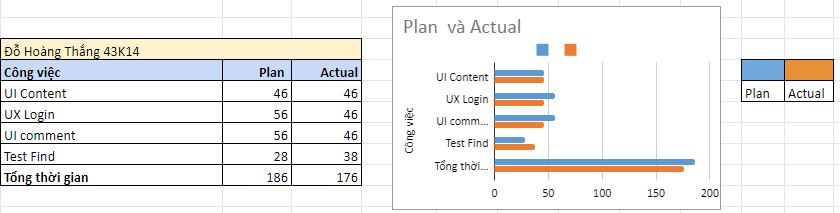 Đỗ Hoàng Thắng 43K14
Công việc Plan Actual
UI Content 46 46
UX Login 56 46
UI comment 56 46
Test Find 28 38
Tổng thời gian 186 176
Plan và Actual
Công việc
UI Content
UX Login
UI comm...
Test Find
Tổng thời...
0 50 100 150 200
Plan Actual